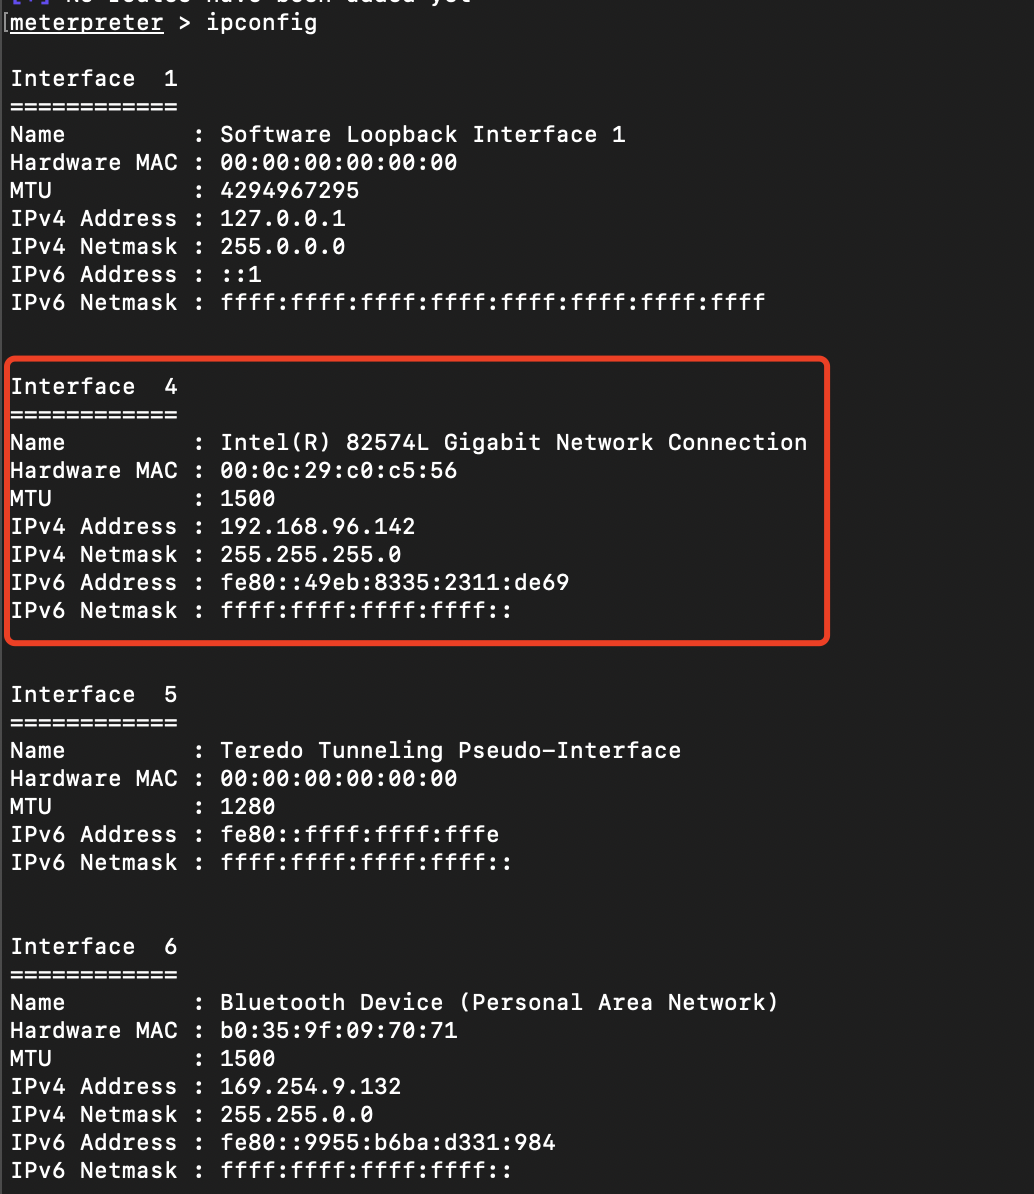 [+] No routes have been added yet
meterpreter > ipconfig
Interface  1
============
Name         : Software Loopback Interface 1
Hardware MAC : 00:00:00:00:00:00
MTU          : 4294967295
IPv4 Address : 127.0.0.1
IPv4 Netmask : 255.0.0.0
IPv6 Address : ::1
IPv6 Netmask : ffff:ffff:ffff:ffff:ffff:ffff:ffff:ffff
Interface  4
============
Name         : Intel(R) 82574L Gigabit Network Connection
Hardware MAC : 00:0c:29:c0:c5:56
MTU          : 1500
IPv4 Address : 192.168.96.142
IPv4 Netmask : 255.255.255.0
IPv6 Address : fe80::49eb:8335:2311:de69
IPv6 Netmask : ffff:ffff:ffff:ffff::
Interface  5
============
Name         : Teredo Tunneling Pseudo-Interface
Hardware MAC : 00:00:00:00:00:00
MTU          : 1280
IPv6 Address : fe80::ffff:ffff:fffe
IPv6 Netmask : ffff:ffff:ffff:ffff::
Interface  6
============
Name         : Bluetooth Device (Personal Area Network)
Hardware MAC : b0:35:9f:09:70:71
MTU          : 1500
IPv4 Address : 169.254.9.132
IPv4 Netmask : 255.255.0.0
IPv6 Address : fe80::9955:b6ba:d331:984
IPv6 Netmask : ffff:ffff:ffff:ffff::